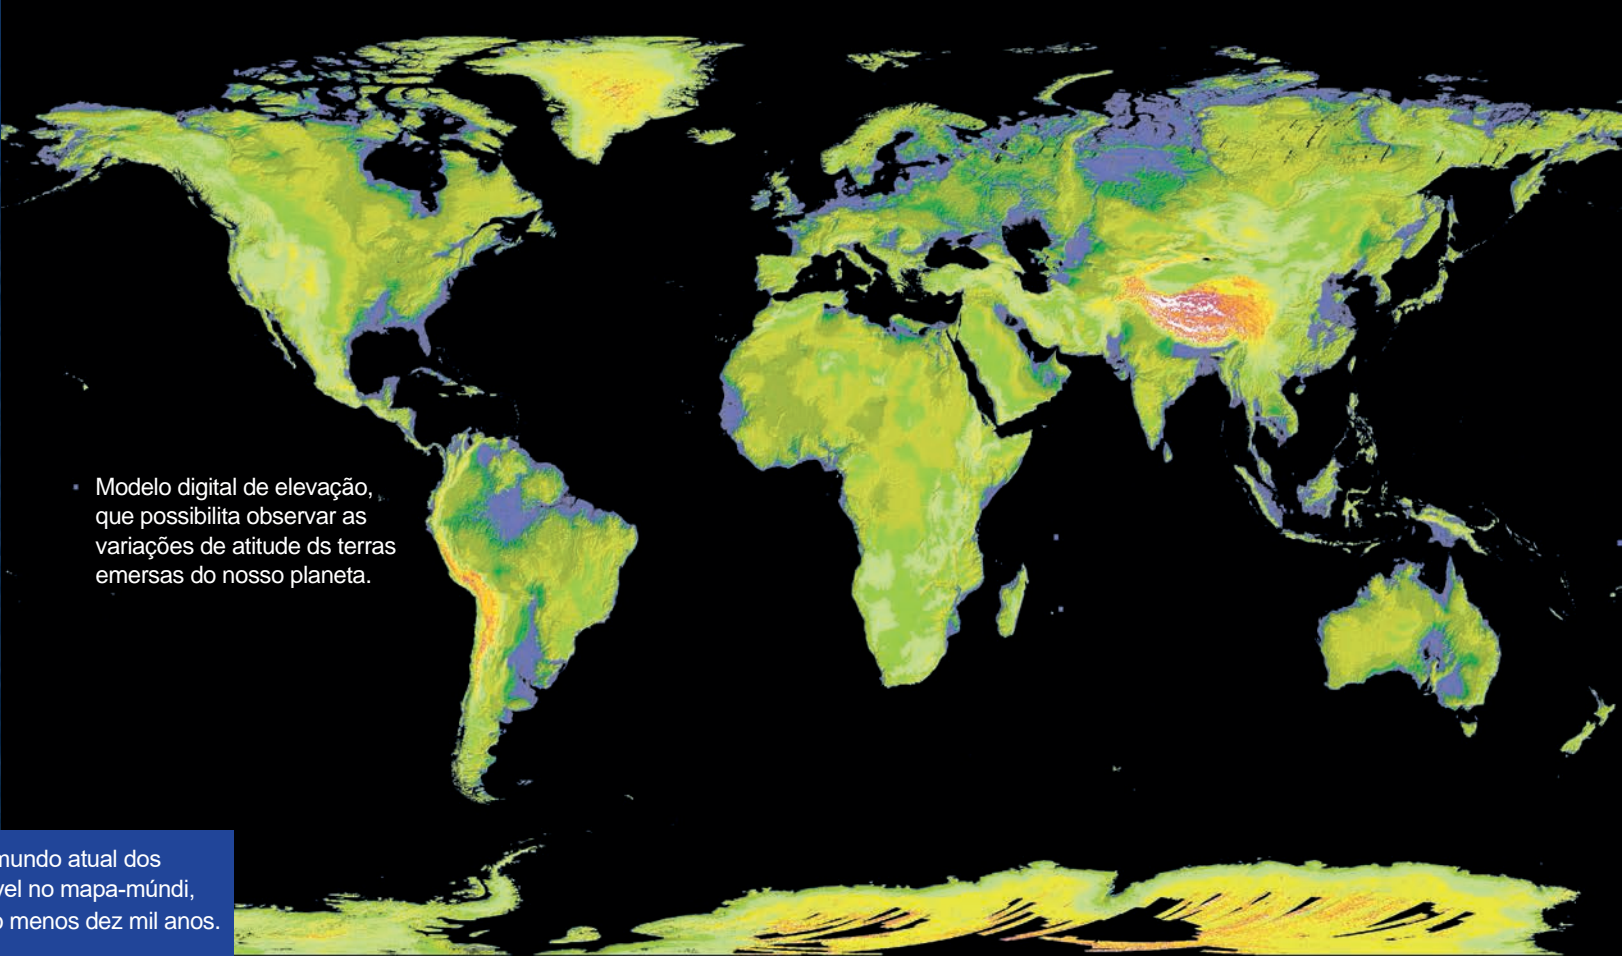 Modelo digital de elevação,
que possibilita observar as
variações de atitude ds terras
emersas do nosso planeta.
mundo atual dos
vel no mapa-múndi,
o menos dez mil anos.